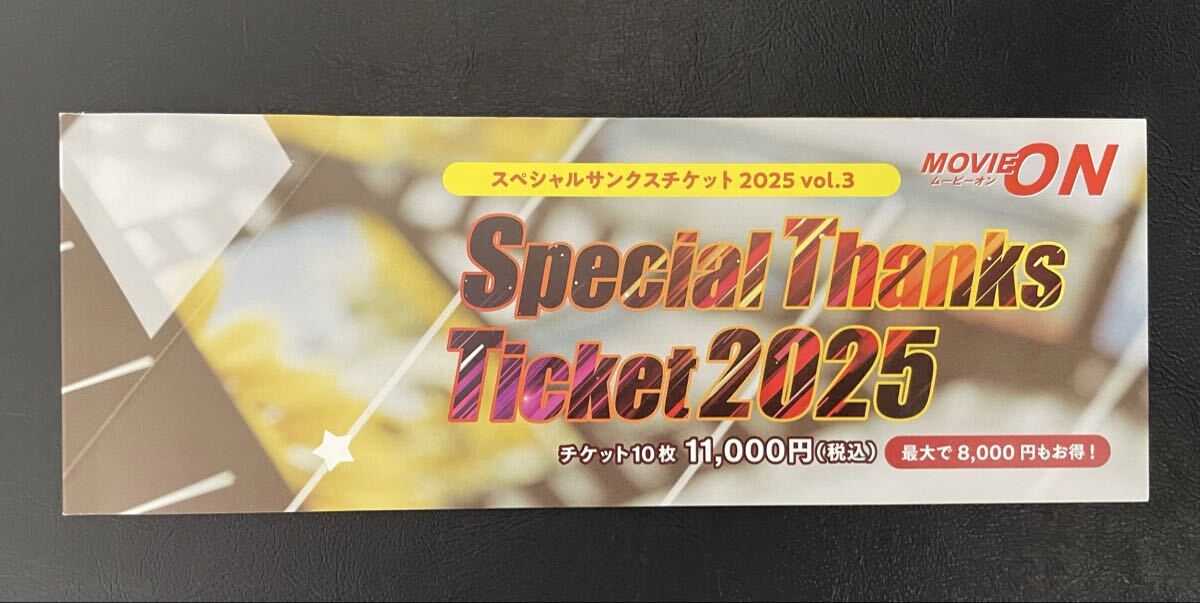 スペシャルサンクスチケット 2025 vol.3
MOVIE ON
ムービーオン
Special Thanks
Ticket 2025
チケット10枚 11,000円(税込) 最大で 8,000 円もお得!